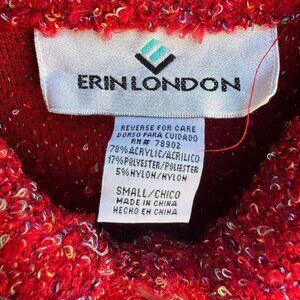 ERIN LONDON
REVERSE FOR CARE
DORSO PARA CUIDADO
RN# 78902
78% ACRYLIC/ACRILICO
17% POLYESTER/POLIESTER
5% NYLON/NYLON
SMALL/CHICO
MADE IN CHINA
HECHO EN CHINA